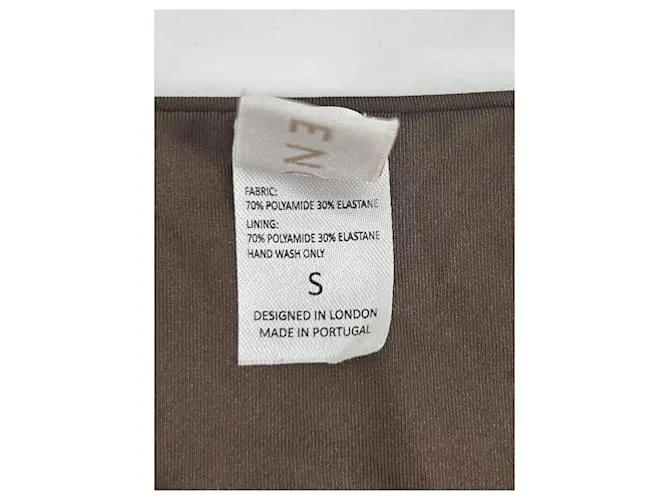 EN
FABRIC:
70% POLYAMIDE 30% ELASTANE
LINING:
70% POLYAMIDE 30% ELASTANE
HAND WASH ONLY
S
DESIGNED IN LONDON
MADE IN PORTUGAL